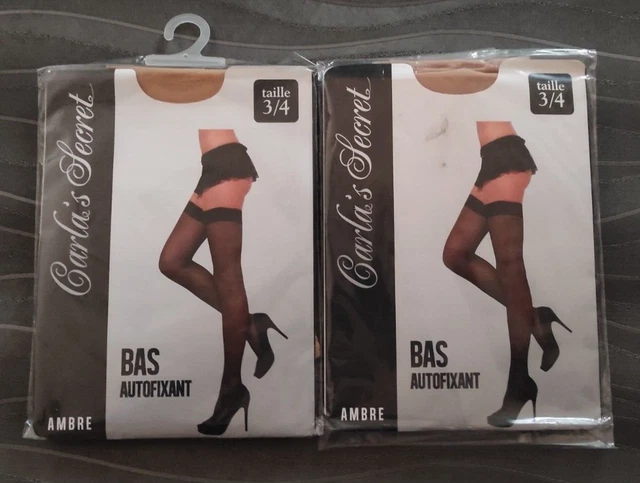 taille
3/4
Carla's Secret
BAS
AUTOFIXANT
AMBRE
taille
3/4
Carla's Secret
BAS
AUTOFIXANT
AMBRE